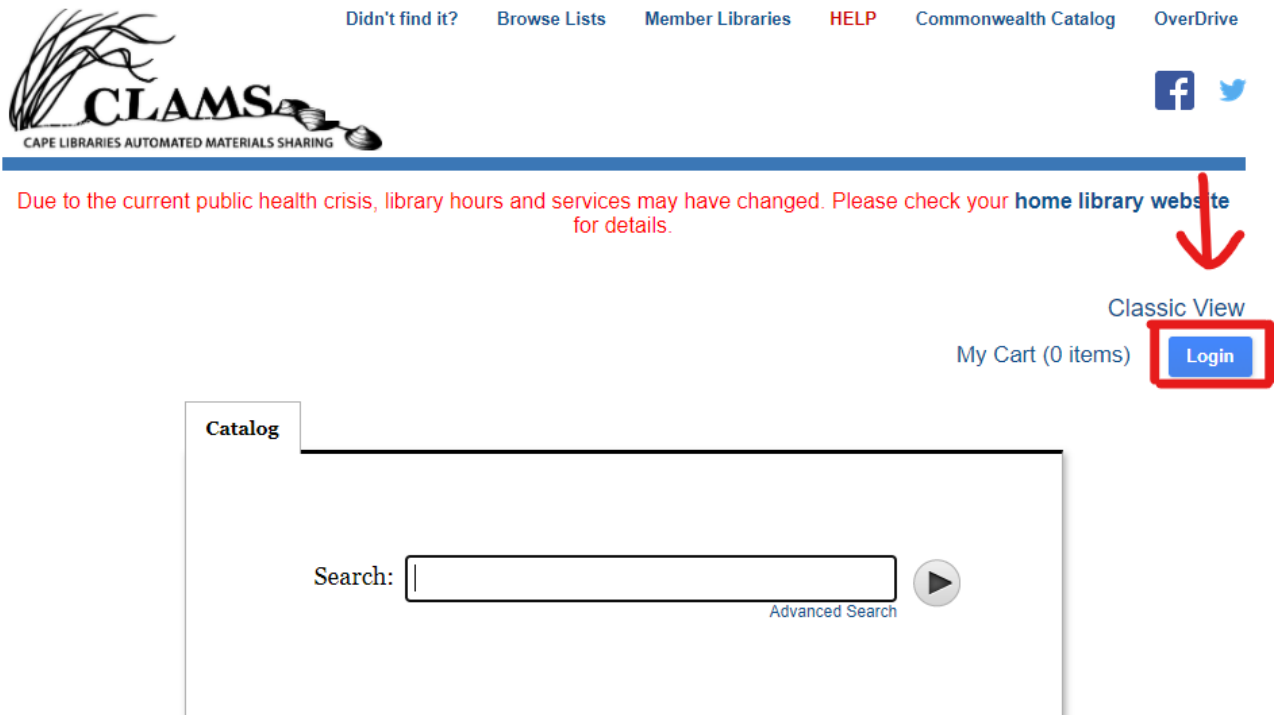 Didn't find it? Browse Lists Member Libraries HELP Commonwealth Catalog OverDrive
CLAMS
CAPE LIBRARIES AUTOMATED MATERIALS SHARING
Due to the current public health crisis, library hours and services may have changed. Please check your home library website
for details.
Classic View
My Cart (0 items) Login
Catalog
Search:
Advanced Search